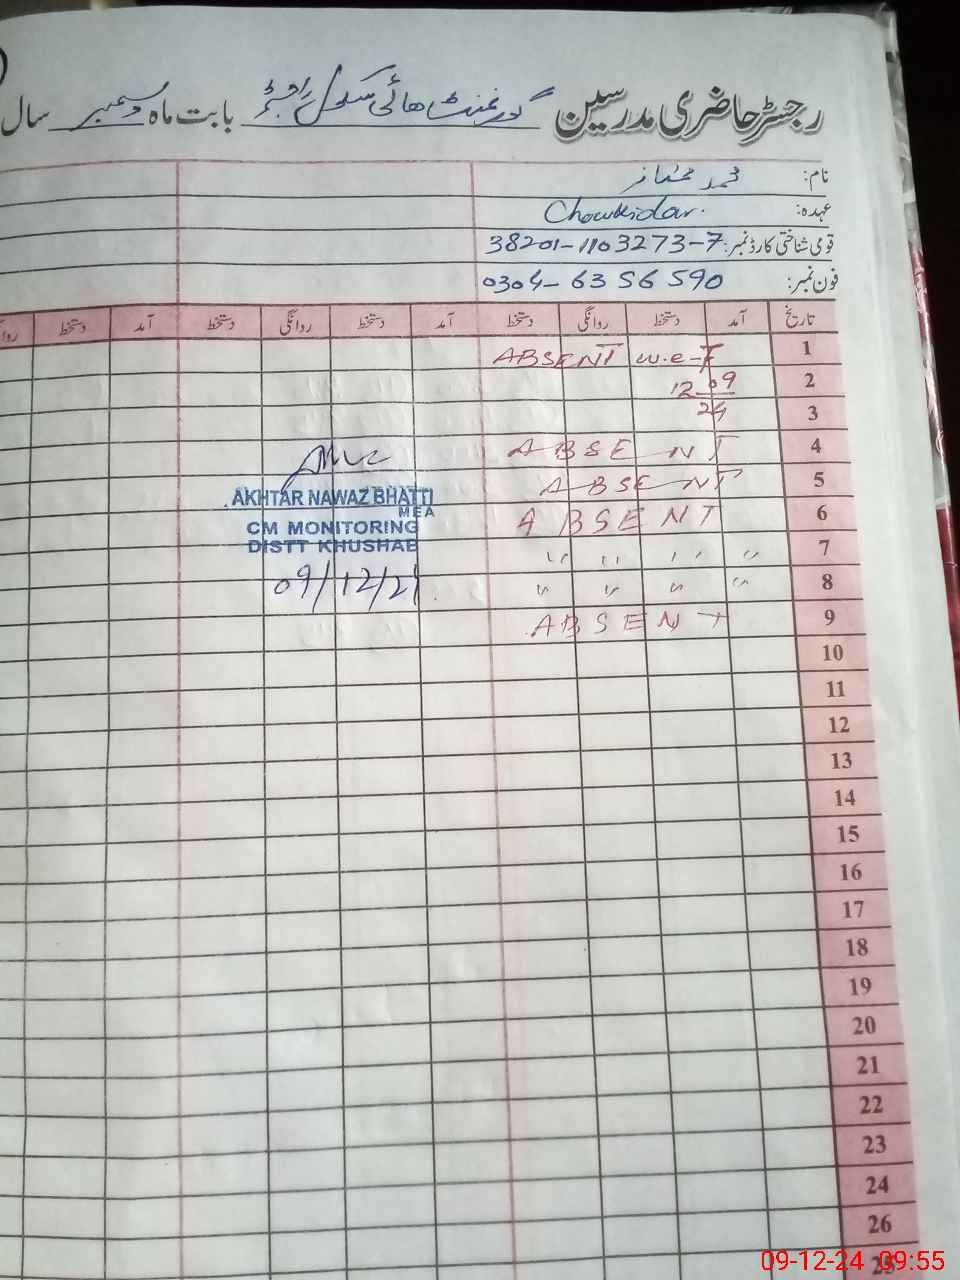 رجسٹر حاضری مدرسین گورنمنٹ ھائی سکول بابت ماہ دسمبر سال
نام: محمد ممتاز
عہدہ: Chowkidar.
قومی شناختی کارڈ نمبر: 38201-1103273-7
فون نمبر: 0304-6356590
تاریخ آمد دستخط روانگی دستخط آمد دستخط روانگی دستخط آمد دستخط
1 ABSENT w.e-F
2 12-09
3 24
4 ABSENT
5 ABSENT
6 ABSENT
7 〃 〃 〃 〃
8 〃 〃 〃 〃
9 ABSENT
AKHTAR NAWAZ BHATTI
MEA
CM MONITORING
DISTT KHUSHAB
09/12/24
10
11
12
13
14
15
16
17
18
19
20
21
22
23
24
26
09-12-24 09:55